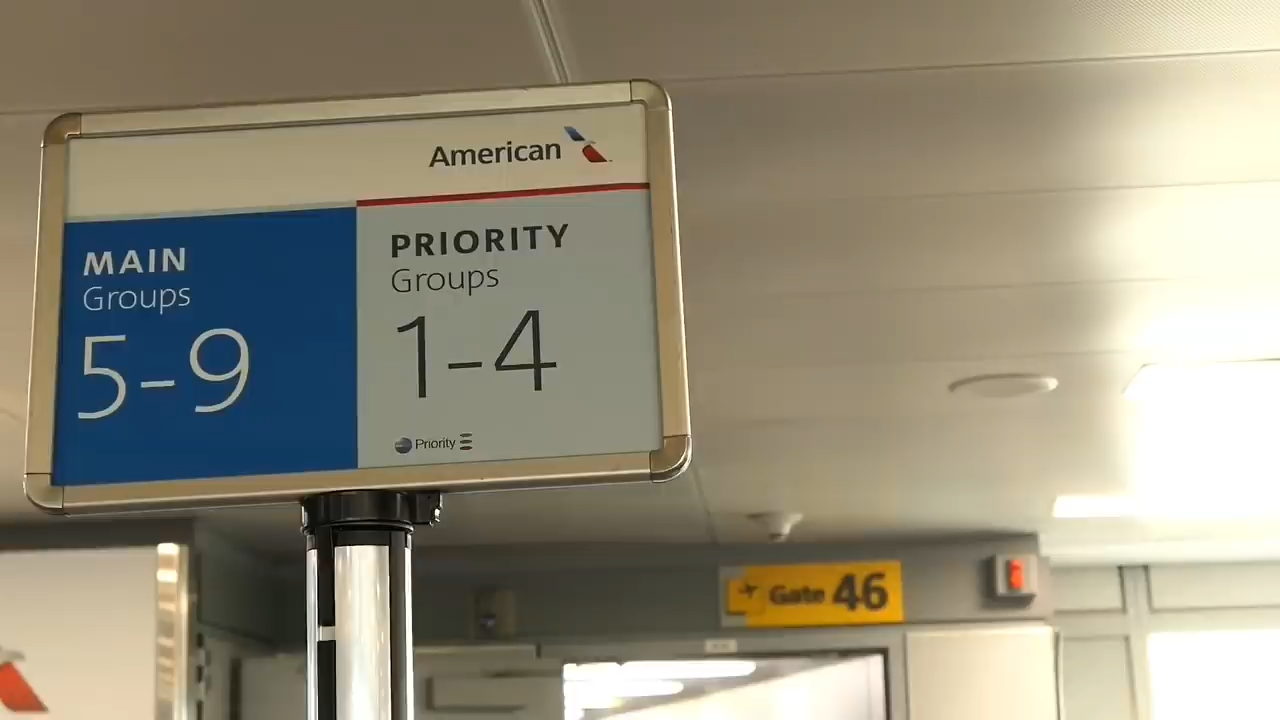 American
MAIN
Groups
5-9
PRIORITY
Groups
1-4
Priority
Gate 46